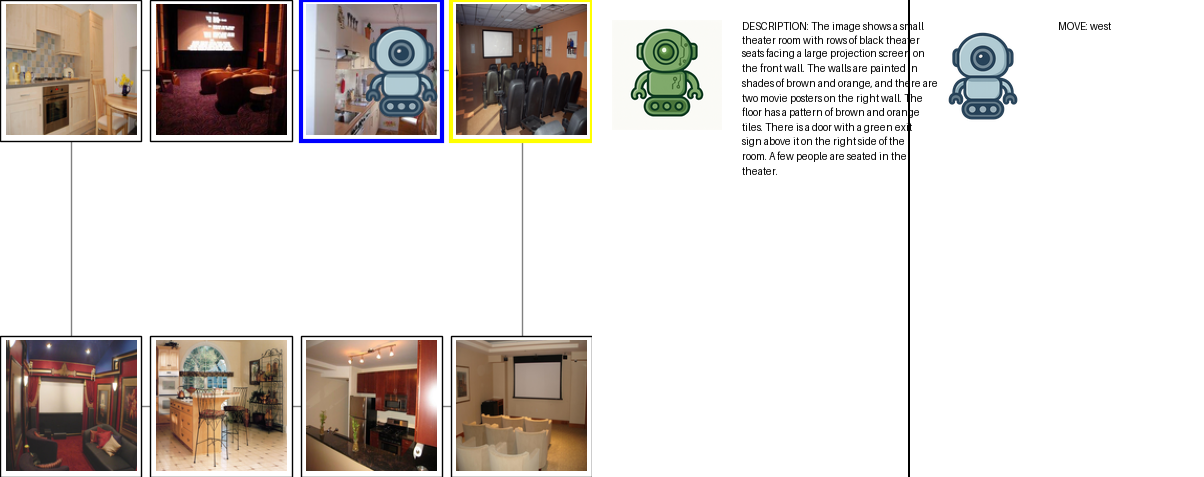 DESCRIPTION: The image shows a small
theater room with rows of black theater
seats facing a large projection screen on
the front wall. The walls are painted in
shades of brown and orange, and there are
two movie posters on the right wall. The
floor has a pattern of brown and orange
tiles. There is a door with a green exit
sign above it on the right side of the
room. A few people are seated in the
theater.
MOVE: west